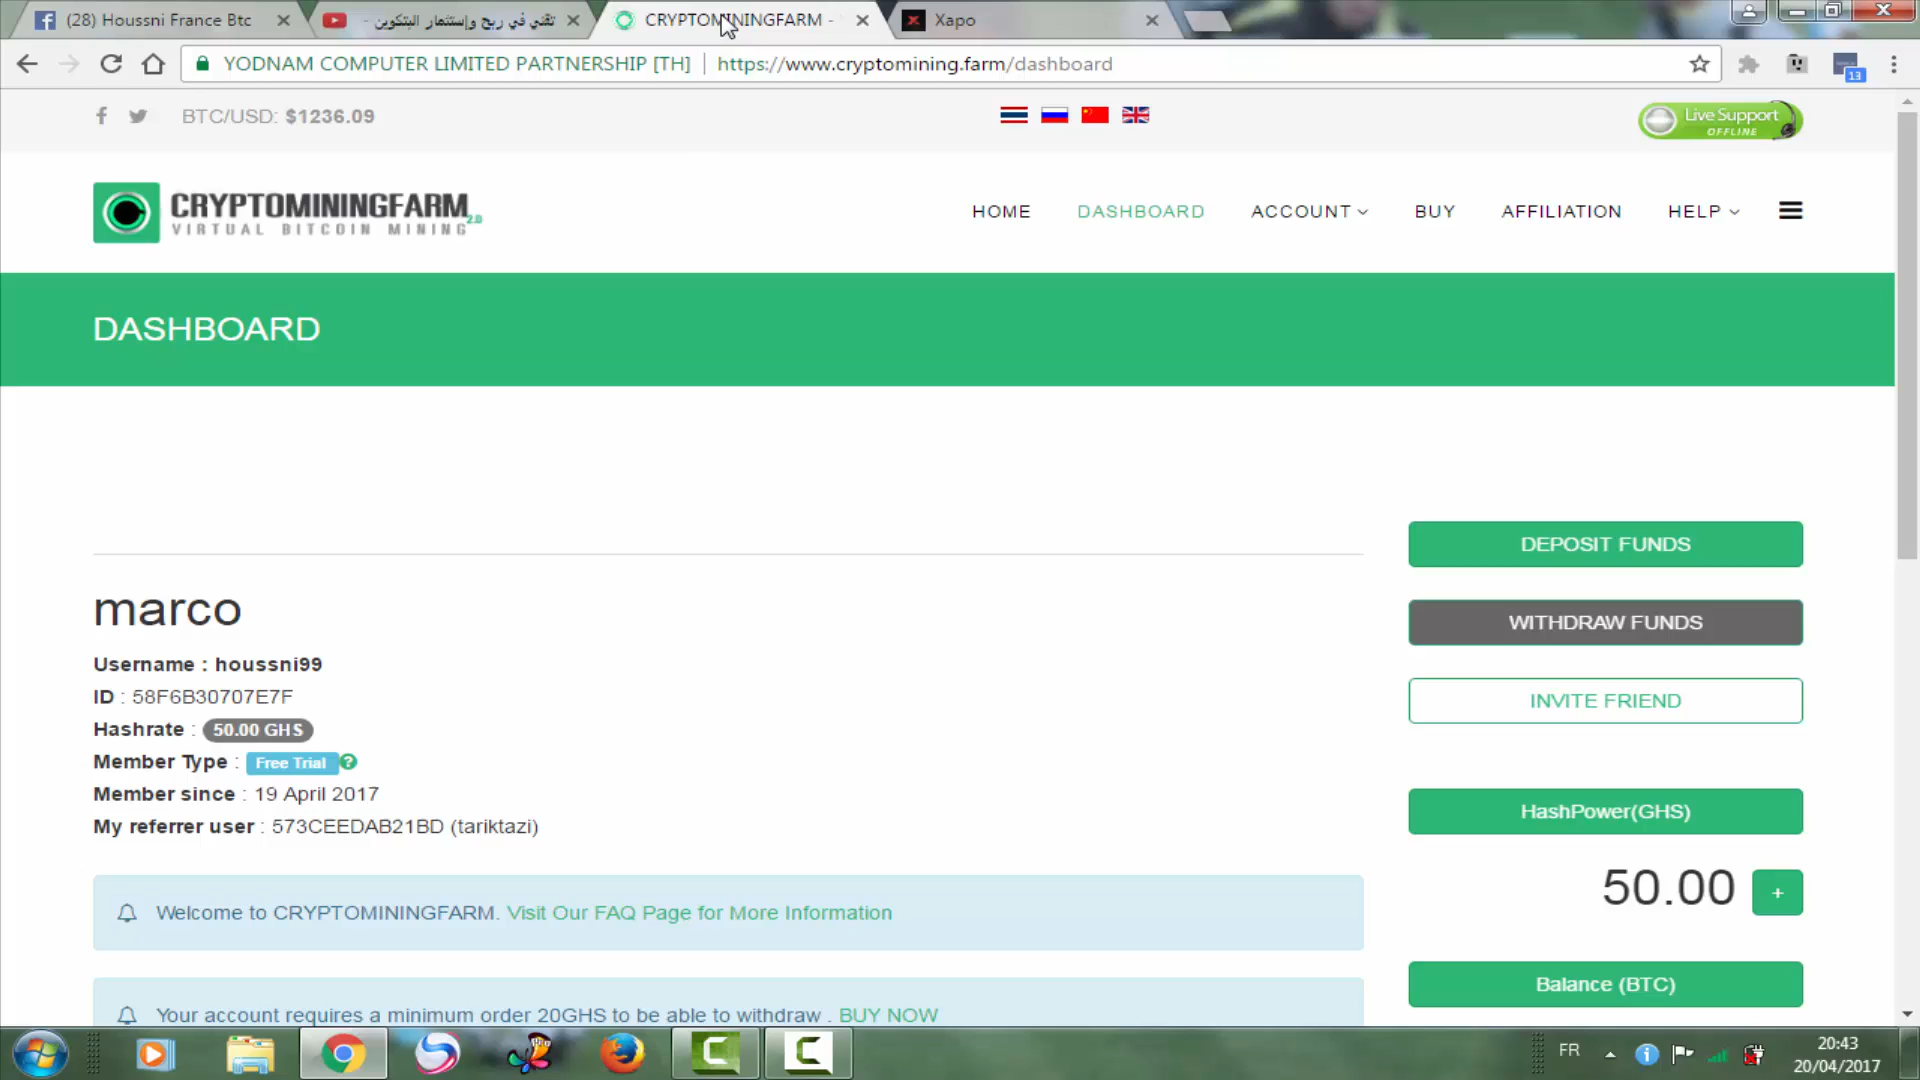 (28) Houssni France Btc
تقني في ربح وإستثمار البتكوين -
CRYPTOMININGFARM -
Xapo
YODNAM COMPUTER LIMITED PARTNERSHIP [TH]
https://www.cryptomining.farm/dashboard
13
BTC/USD: $1236.09
Live Support
OFFLINE
CRYPTOMININGFARM 2.0
VIRTUAL BITCOIN MINING
HOME
DASHBOARD
ACCOUNT
BUY
AFFILIATION
HELP
DASHBOARD
DEPOSIT FUNDS
WITHDRAW FUNDS
INVITE FRIEND
marco
Username : houssni99
ID : 58F6B30707E7F
Hashrate : 50.00 GHS
Member Type : Free Trial ?
Member since : 19 April 2017
My referrer user : 573CEEDAB21BD (tariktazi)
HashPower(GHS)
50.00 +
Welcome to CRYPTOMININGFARM. Visit Our FAQ Page for More Information
Balance (BTC)
Your account requires a minimum order 20GHS to be able to withdraw . BUY NOW
FR
20:43
20/04/2017